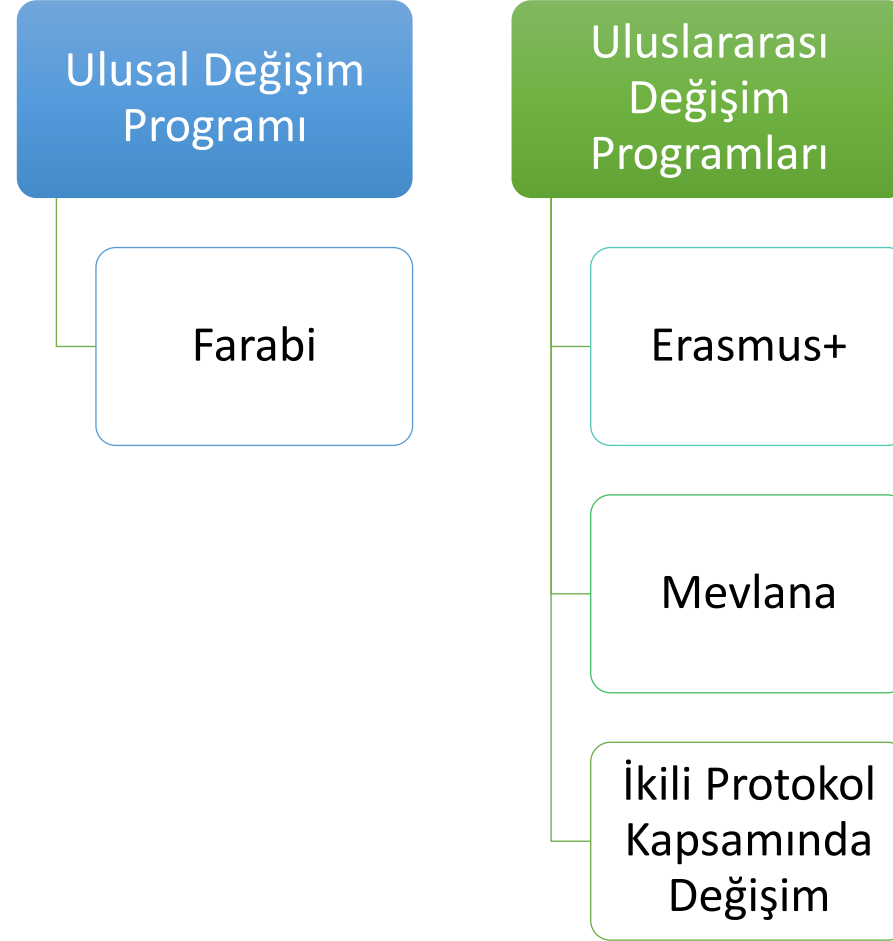 Ulusal Değişim
Programı
Farabi
Uluslararası
Değişim
Programları
Erasmus+
Mevlana
İkili Protokol
Kapsamında
Değişim